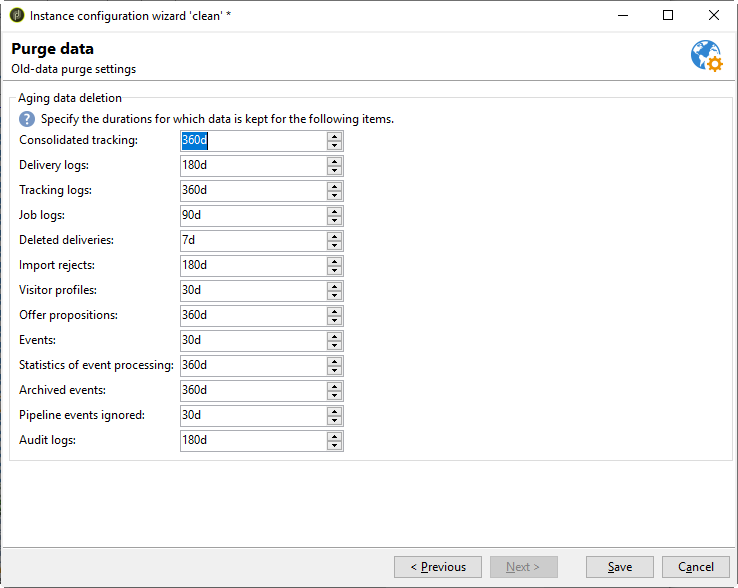 Instance configuration wizard 'clean' *
Purge data
Old-data purge settings
Aging data deletion
? Specify the durations for which data is kept for the following items.
Consolidated tracking: 360d
Delivery logs: 180d
Tracking logs: 360d
Job logs: 90d
Deleted deliveries: 7d
Import rejects: 180d
Visitor profiles: 30d
Offer propositions: 360d
Events: 30d
Statistics of event processing: 360d
Archived events: 360d
Pipeline events ignored: 30d
Audit logs: 180d
< Previous Next > Save Cancel